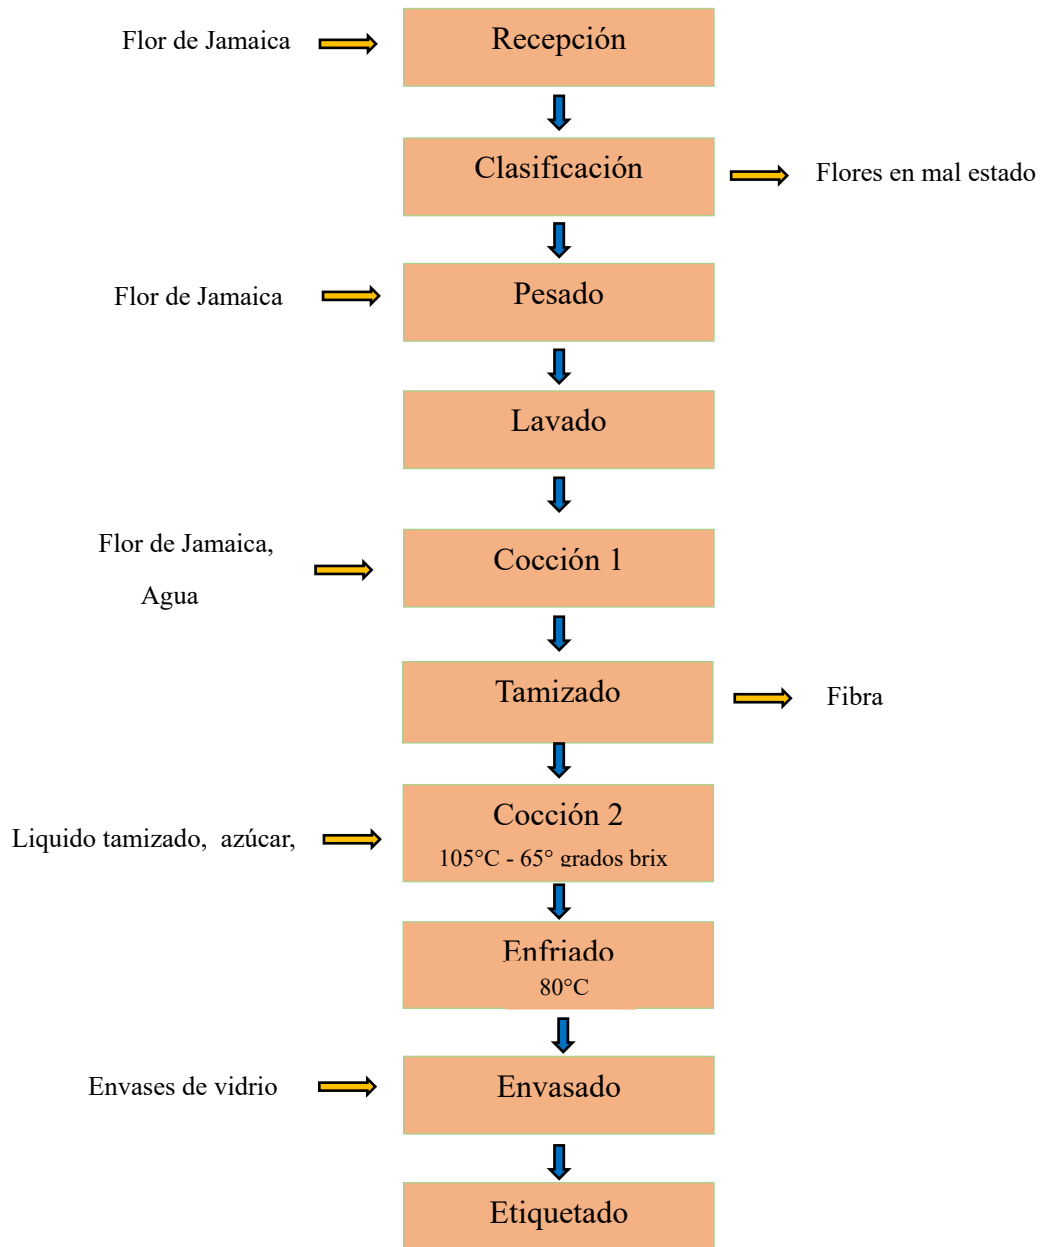 Flor de Jamaica
Recepción
Clasificación
Flores en mal estado
Flor de Jamaica
Pesado
Lavado
Flor de Jamaica,
Agua
Cocción 1
Tamizado
Fibra
Liquido tamizado, azúcar,
Cocción 2
105°C - 65° grados brix
Enfriado
80°C
Envases de vidrio
Envasado
Etiquetado